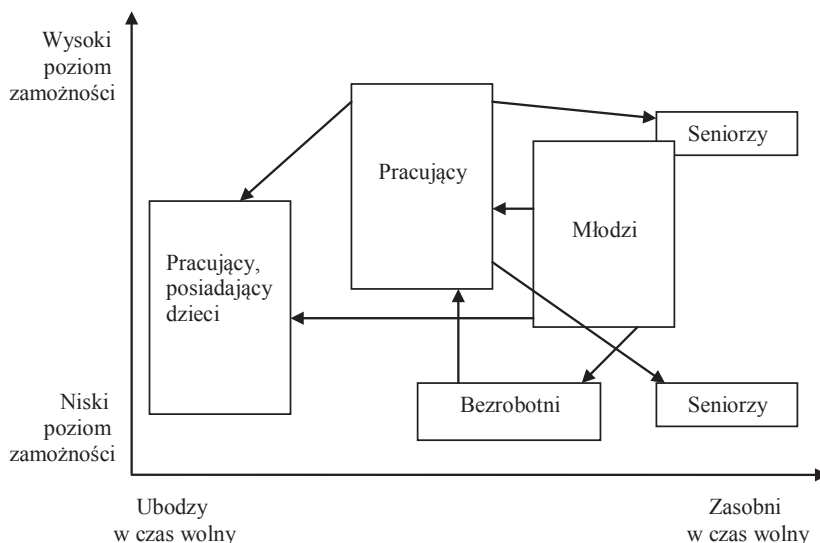 Wysoki
poziom
zamożności
Seniorzy
Pracujący
Młodzi
Pracujący,
posiadający
dzieci
Niski
poziom
zamożności
Bezrobotni
Seniorzy
Ubodzy
w czas wolny
Zasobni
w czas wolny